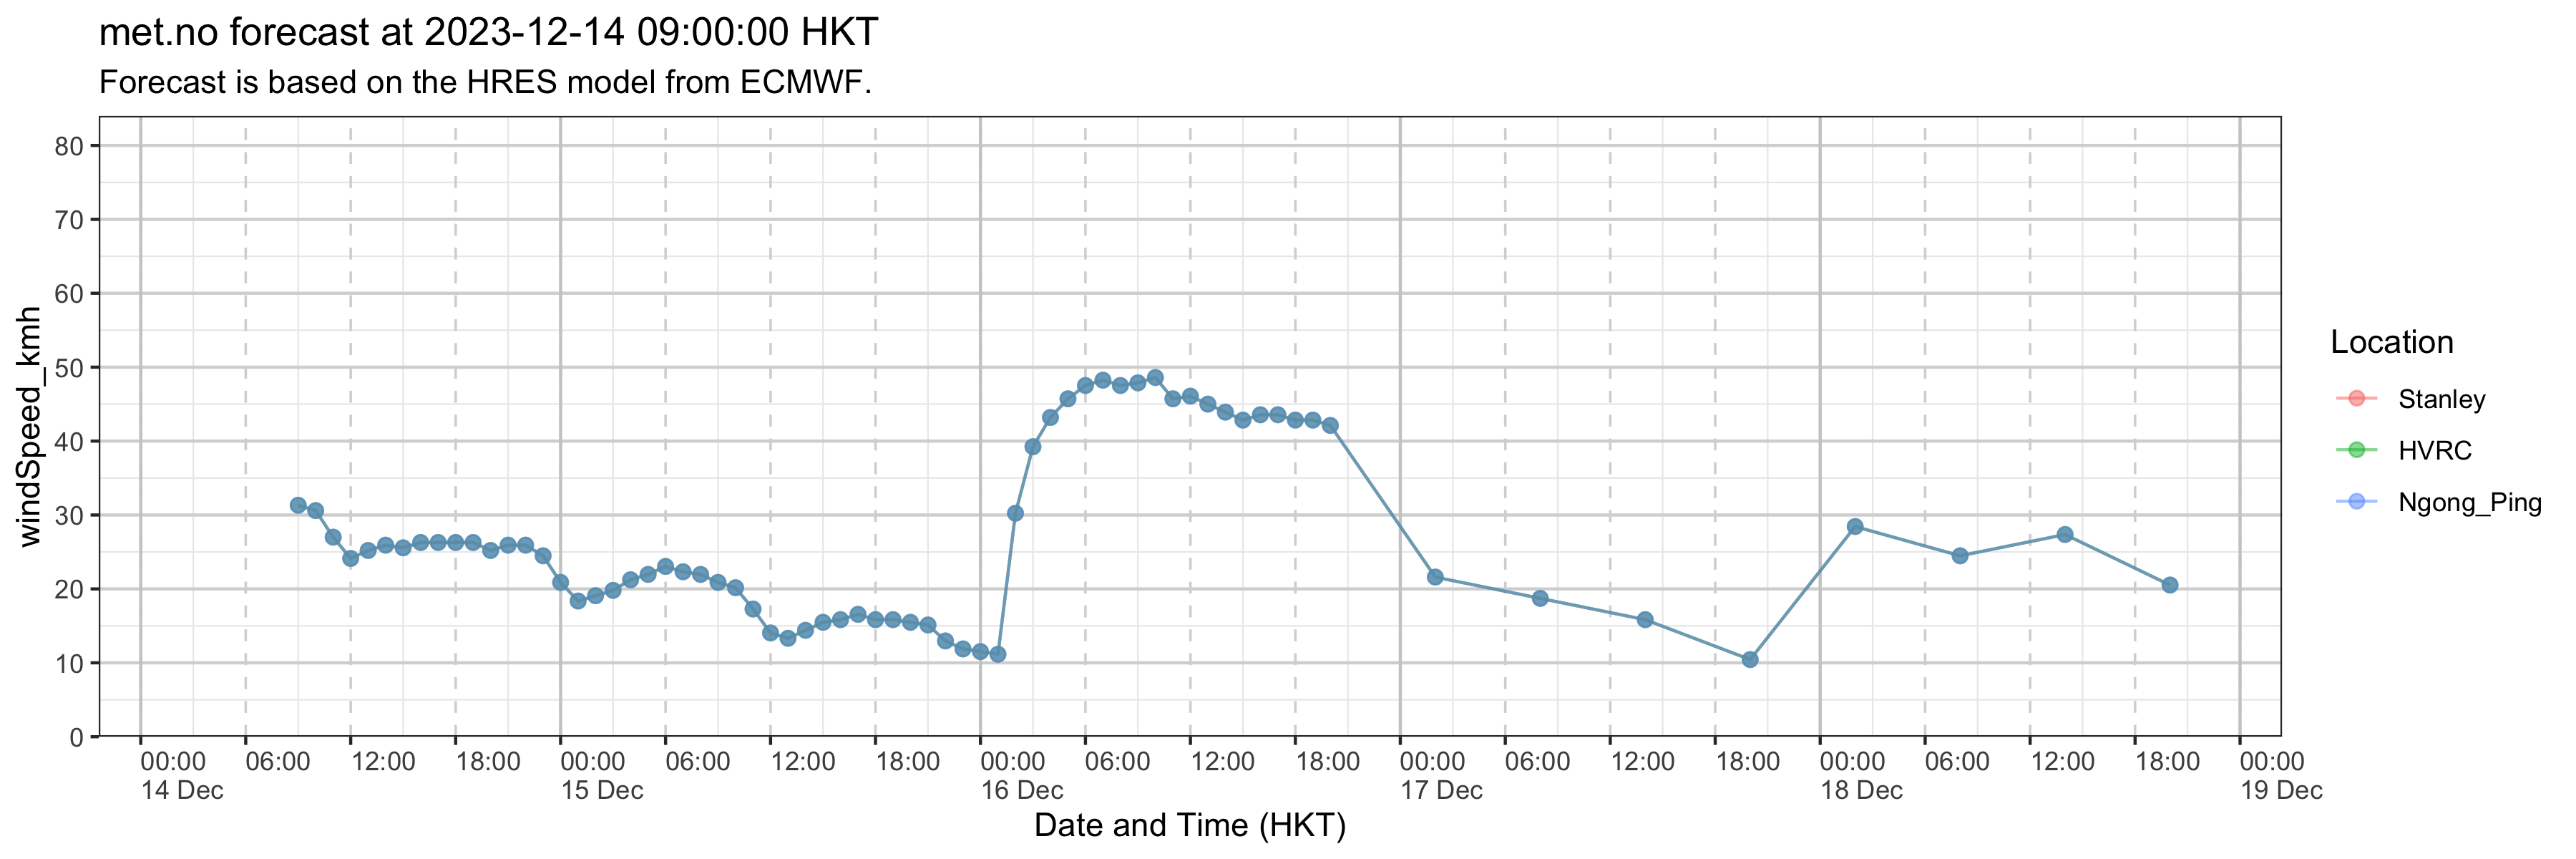 met.no forecast at 2023-12-14 09:00:00 HKT
Forecast is based on the HRES model from ECMWF.
windSpeed_kmh
80
70
60
50
40
30
20
10
0
00:00 06:00 12:00 18:00 00:00 06:00 12:00 18:00 00:00 06:00 12:00 18:00 00:00 06:00 12:00 18:00 00:00 06:00 12:00 18:00 00:00
14 Dec 15 Dec 16 Dec 17 Dec 18 Dec 19 Dec
Date and Time (HKT)
Location
Stanley
HVRC
Ngong_Ping